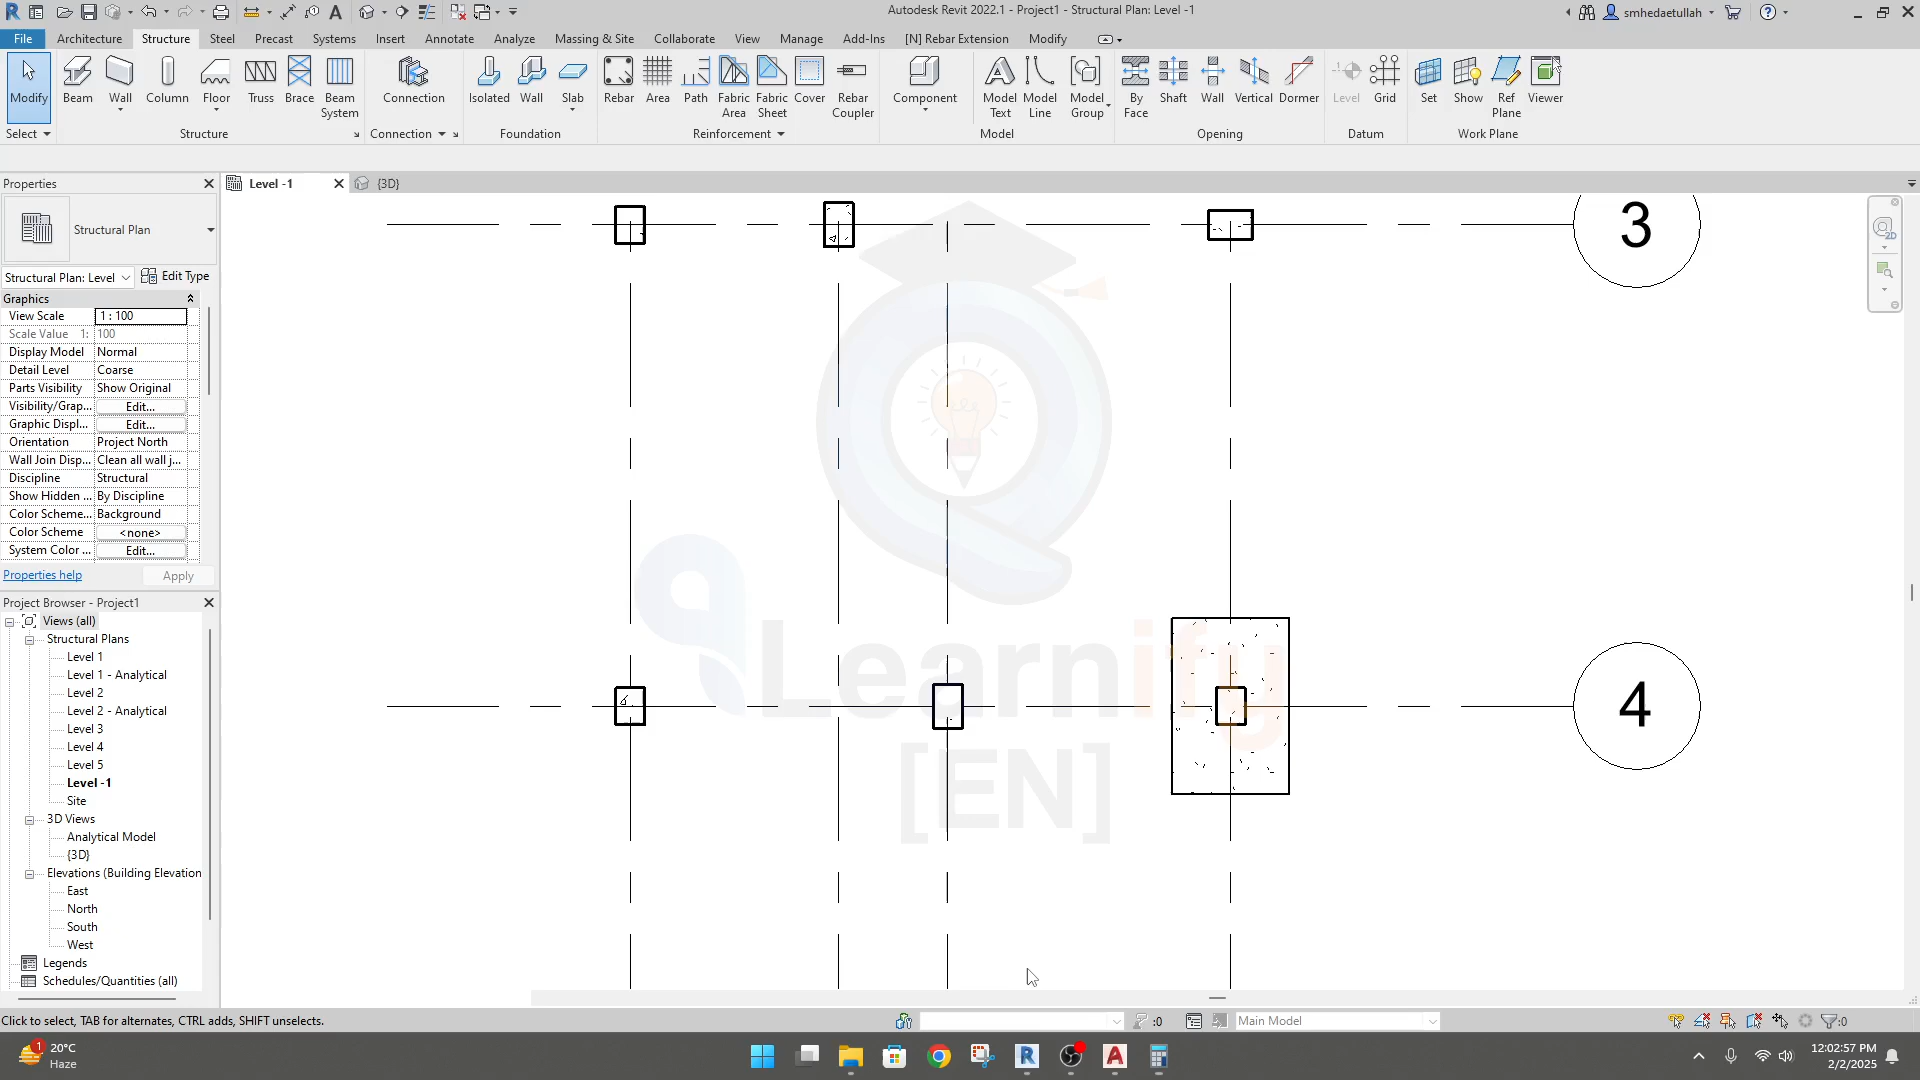 Autodesk Revit 2022.1 - Project1 - Structural Plan: Level -1
smhedaetullah
File Architecture Structure Steel Precast Systems Insert Annotate Analyze Massing & Site Collaborate View Manage Add-Ins [N] Rebar Extension Modify
Modify Beam Wall Column Floor Truss Brace Beam System Connection Isolated Wall Slab Rebar Area Path Fabric Area Fabric Sheet Cover Rebar Coupler Component Model Text Model Line Model Group By Face Shaft Wall Vertical Dormer Level Grid Set Show Ref Plane Viewer
Select Structure Connection Foundation Reinforcement Model Opening Datum Work Plane
Properties
Level -1
{3D}
Structural Plan
Structural Plan: Level
Edit Type
Graphics
View Scale 1 : 100
Scale Value 1: 100
Display Model Normal
Detail Level Coarse
Parts Visibility Show Original
Visibility/Grap... Edit...
Graphic Displ... Edit...
Orientation Project North
Wall Join Disp... Clean all wall j...
Discipline Structural
Show Hidden ... By Discipline
Color Scheme... Background
Color Scheme <none>
System Color ... Edit...
Properties help
Apply
Project Browser - Project1
Views (all)
Structural Plans
Level 1
Level 1 - Analytical
Level 2
Level 2 - Analytical
Level 3
Level 4
Level 5
Level -1
Site
3D Views
Analytical Model
{3D}
Elevations (Building Elevation
East
North
South
West
Legends
Schedules/Quantities (all)
3
4
Learnify
[EN]
2D
Click to select, TAB for alternates, CTRL adds, SHIFT unselects.
:0
Main Model
:0
1
20°C
Haze
12:02:57 PM
2/2/2025